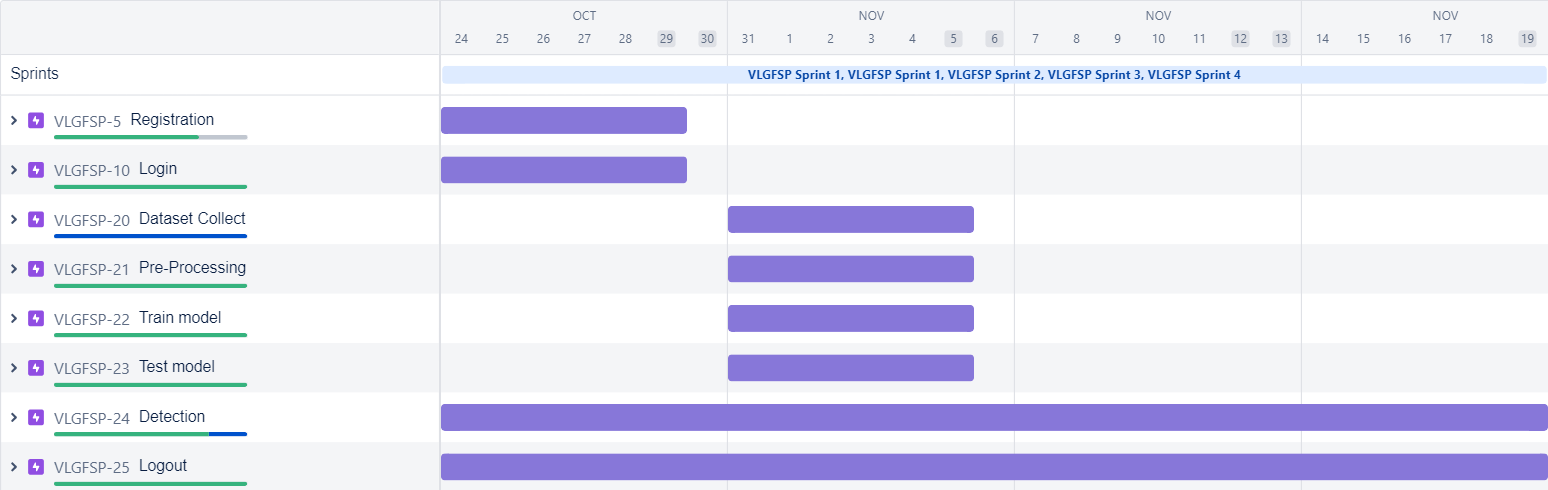 OCT NOV NOV NOV
24 25 26 27 28 29 30 31 1 2 3 4 5 6 7 8 9 10 11 12 13 14 15 16 17 18 19
Sprints VLGFSP Sprint 1, VLGFSP Sprint 1, VLGFSP Sprint 2, VLGFSP Sprint 3, VLGFSP Sprint 4
VLGFSP-5 Registration
VLGFSP-10 Login
VLGFSP-20 Dataset Collect
VLGFSP-21 Pre-Processing
VLGFSP-22 Train model
VLGFSP-23 Test model
VLGFSP-24 Detection
VLGFSP-25 Logout